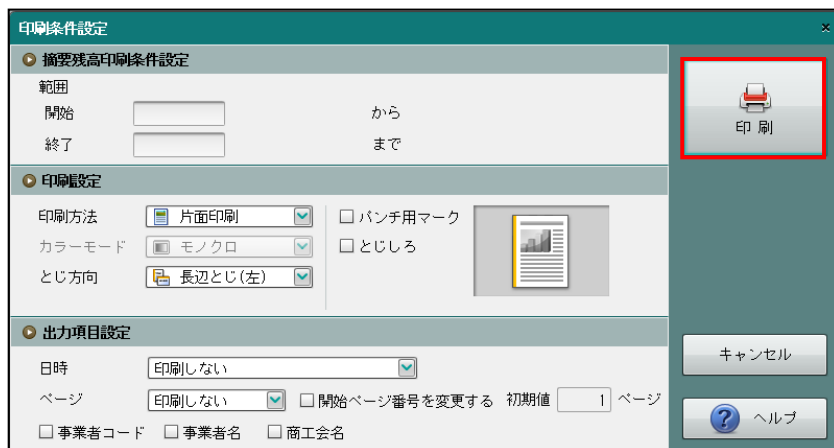 印刷条件設定 ×
摘要残高印刷条件設定
範囲
開始 から
終了 まで
印刷設定
印刷方法 片面印刷 パンチ用マーク
カラーモード モノクロ とじしろ
とじ方向 長辺とじ(左)
出力項目設定
日時 印刷しない
ページ 印刷しない 開始ページ番号を変更する 初期値 1 ページ
事業者コード 事業者名 商工会名
印刷
キャンセル
? ヘルプ